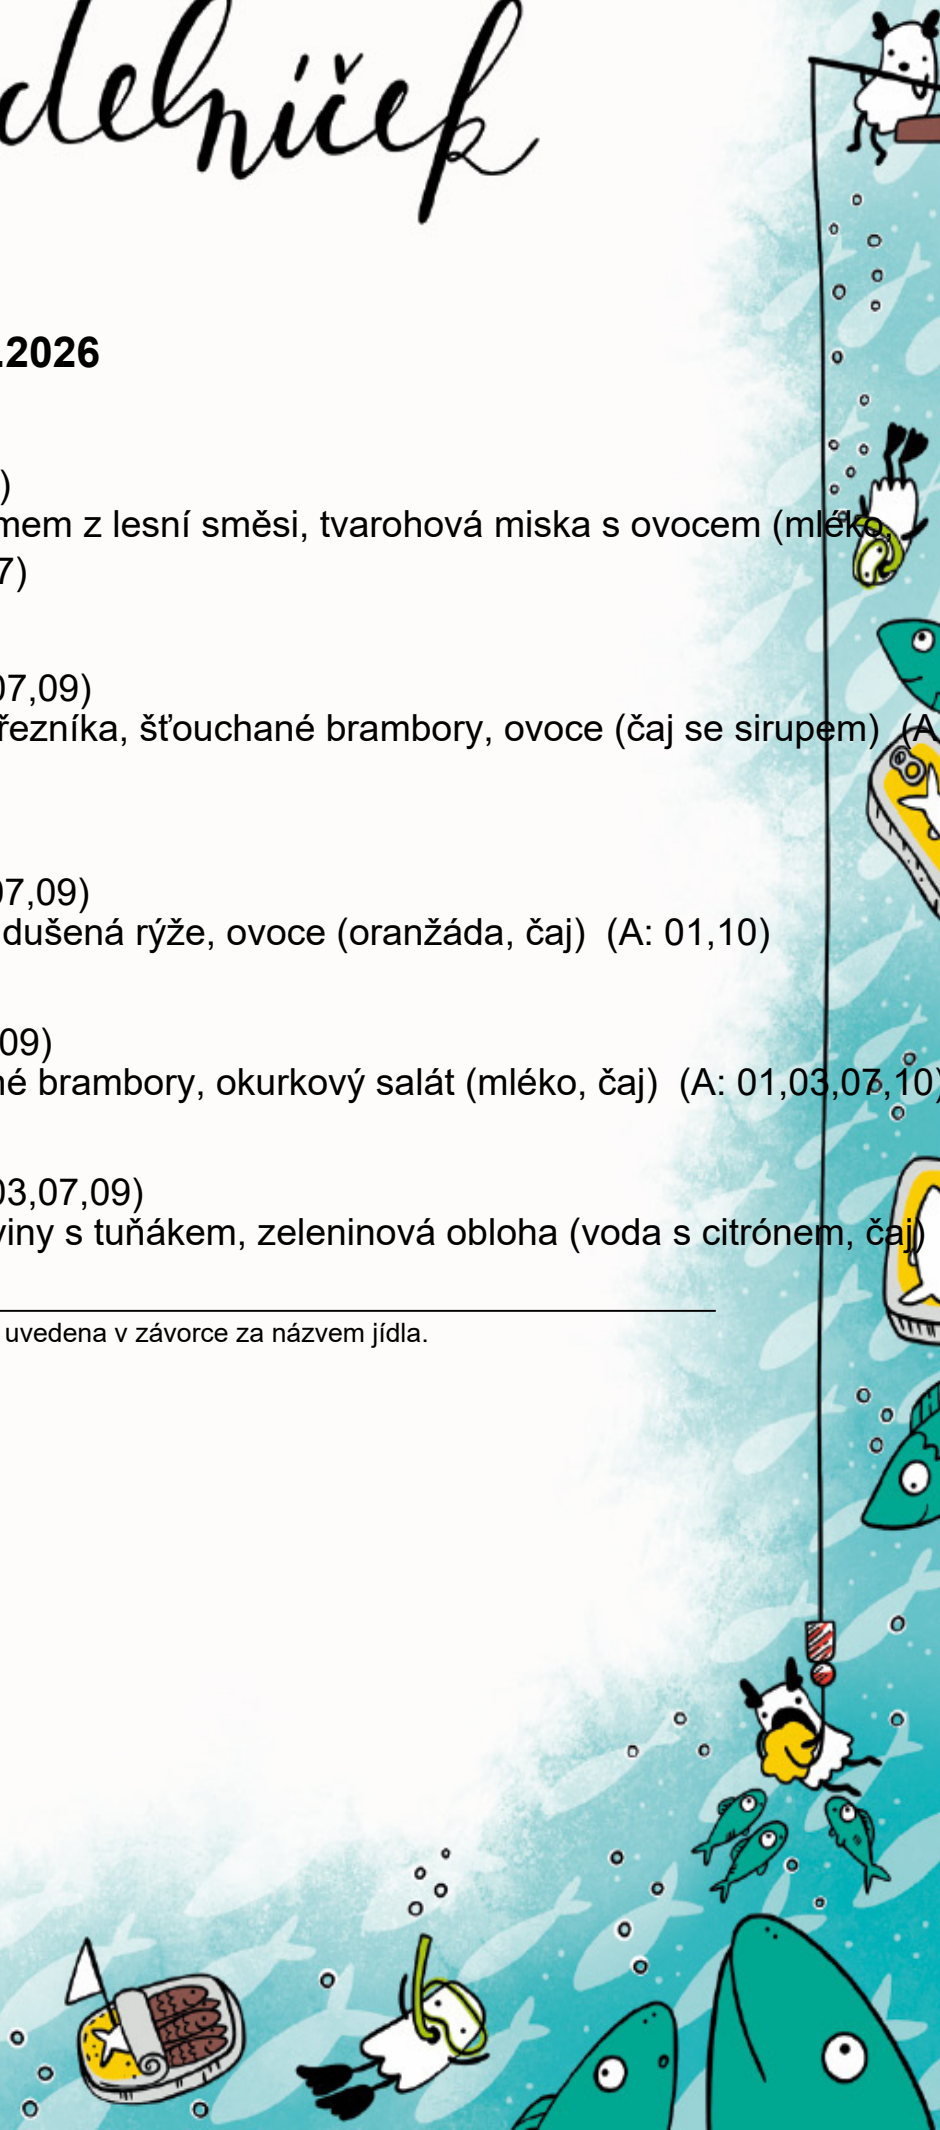 delníček
.2026
)
mem z lesní směsi, tvarohová miska s ovocem (mléko,
7)
07,09)
řezníka, šťouchané brambory, ovoce (čaj se sirupem)  (A
07,09)
dušená rýže, ovoce (oranžáda, čaj)  (A: 01,10)
09)
né brambory, okurkový salát (mléko, čaj)  (A: 01,03,07,10)
03,07,09)
viny s tuňákem, zeleninová obloha (voda s citrónem, čaj)
uvedena v závorce za názvem jídla.